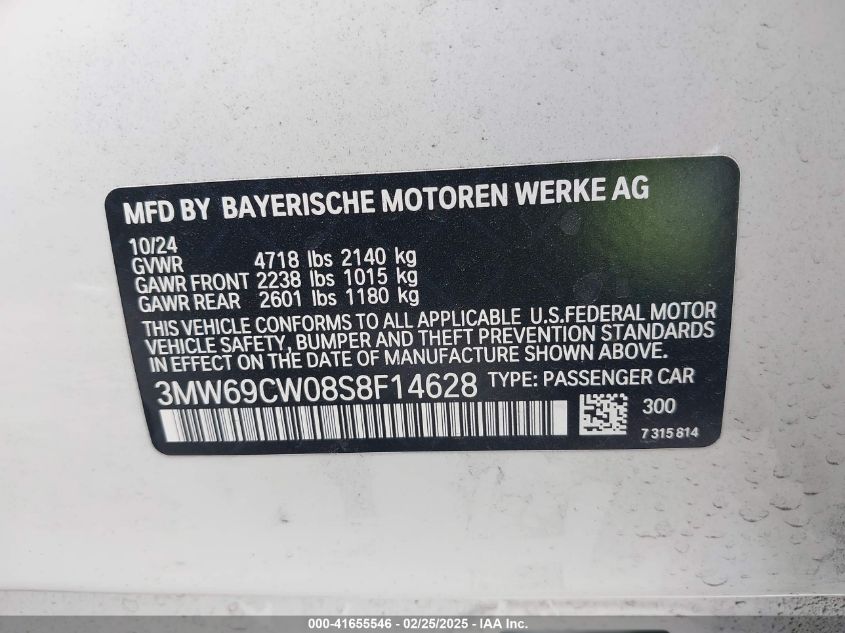 MFD BY BAYERISCHE MOTOREN WERKE AG
10/24
GVWR 4718 lbs 2140 kg
GAWR FRONT 2238 lbs 1015 kg
GAWR REAR 2601 lbs 1180 kg
THIS VEHICLE CONFORMS TO ALL APPLICABLE U.S.FEDERAL MOTOR
VEHICLE SAFETY, BUMPER AND THEFT PREVENTION STANDARDS
IN EFFECT ON THE DATE OF MANUFACTURE SHOWN ABOVE.
3MW69CW08S8F14628 TYPE: PASSENGER CAR
300
7 315 814
000-41655546 - 02/25/2025 - IAA Inc.